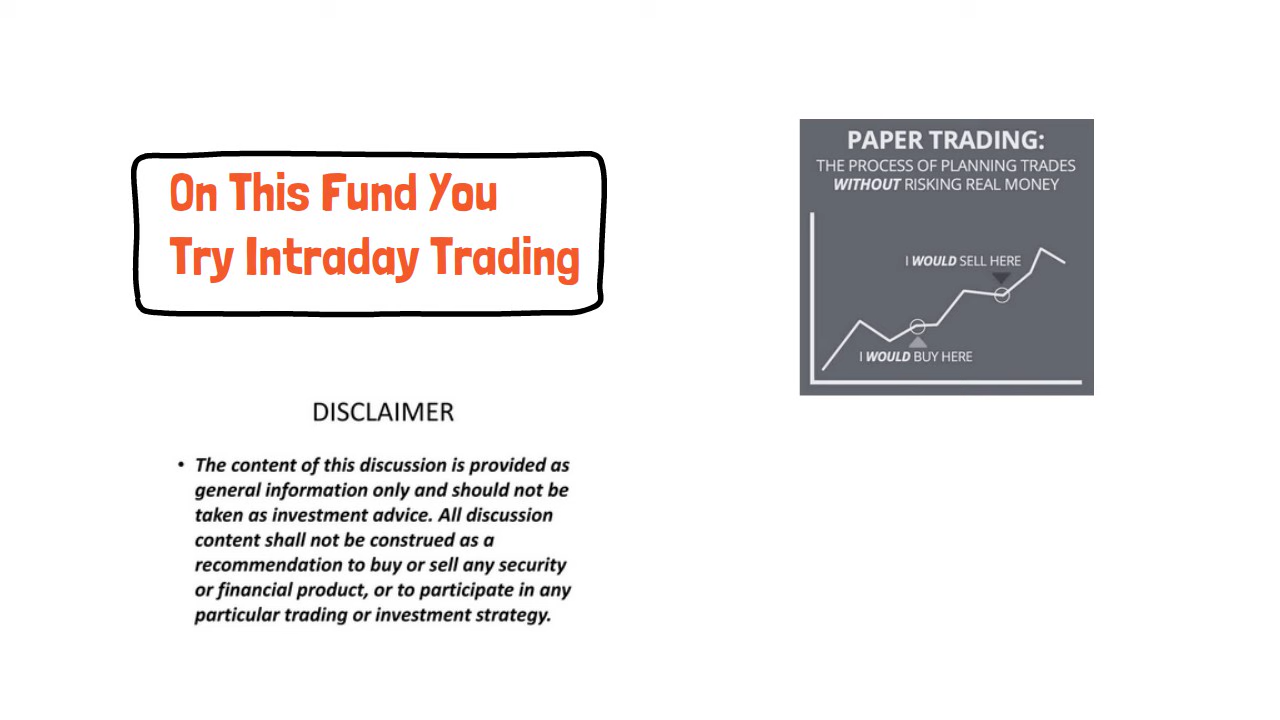 On This Fund You
Try Intraday Trading
DISCLAIMER
• The content of this discussion is provided as
general information only and should not be
taken as investment advice. All discussion
content shall not be construed as a
recommendation to buy or sell any security
or financial product, or to participate in any
particular trading or investment strategy.
PAPER TRADING:
THE PROCESS OF PLANNING TRADES
WITHOUT RISKING REAL MONEY
I WOULD SELL HERE
I WOULD BUY HERE